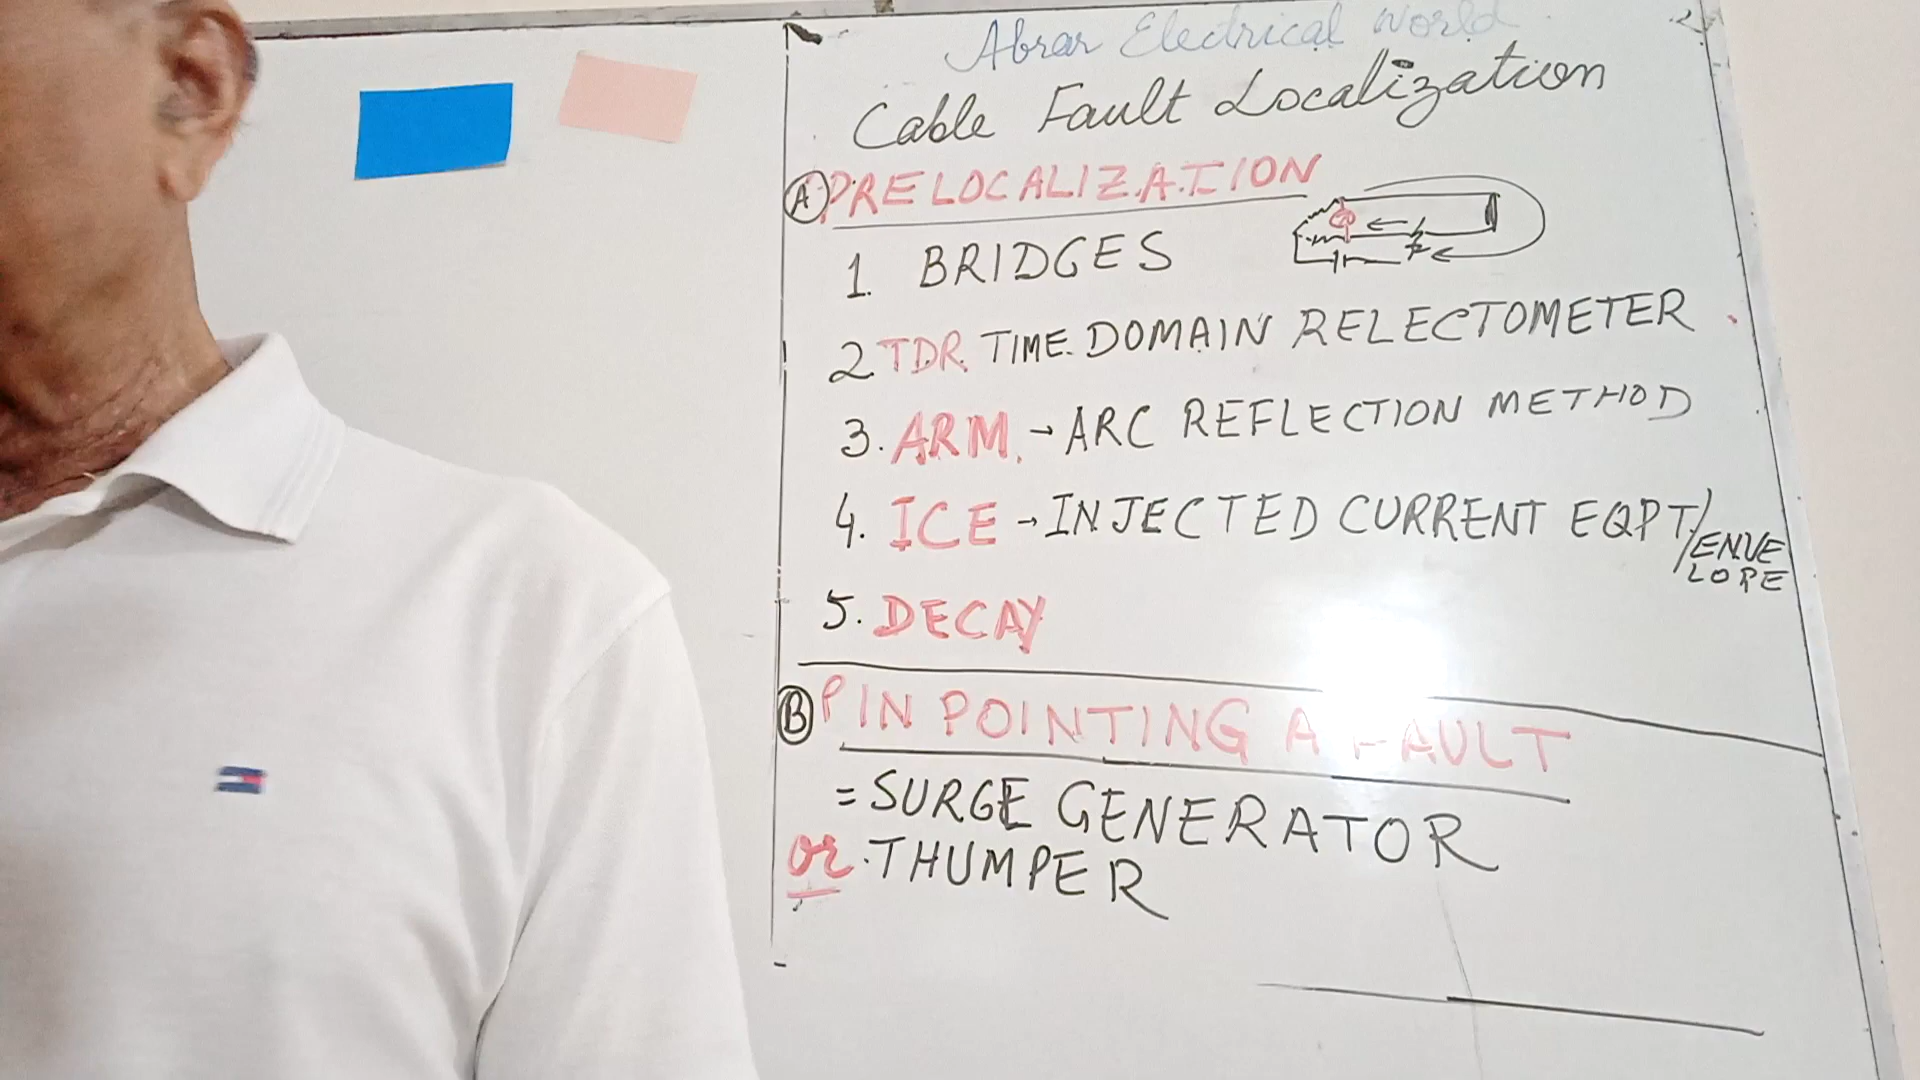 Abrar Electrical World
Cable Fault Localization
A PRELOCALIZATION
1. BRIDGES
2 TDR. TIME. DOMAIN RELECTOMETER
3. ARM. → ARC REFLECTION METHOD
4. ICE → INJECTED CURRENT EQPT/ENVE
LOPE
5. DECAY
B PIN POINTING A FAULT
= SURGE GENERATOR
or THUMPER